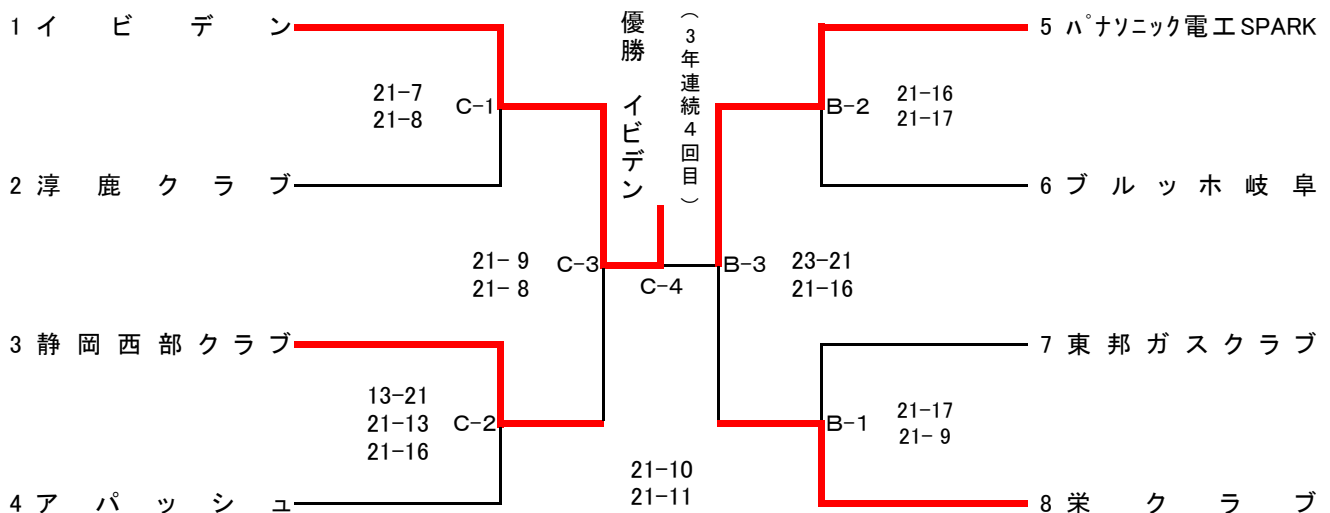 1 イビデン
2 淳鹿クラブ
3 静岡西部クラブ
4 アパッシュ
21-7
21-8
C-1
21- 9
21- 8
C-3
13-21
21-13
21-16
C-2
優勝 イビデン
(3年連続4回目)
C-4
21-10
21-11
5 ﾊﾟﾅｿﾆｯｸ電工SPARK
6 ブルッホ岐阜
7 東邦ガスクラブ
8 栄クラブ
B-2
21-16
21-17
B-3
23-21
21-16
B-1
21-17
21- 9